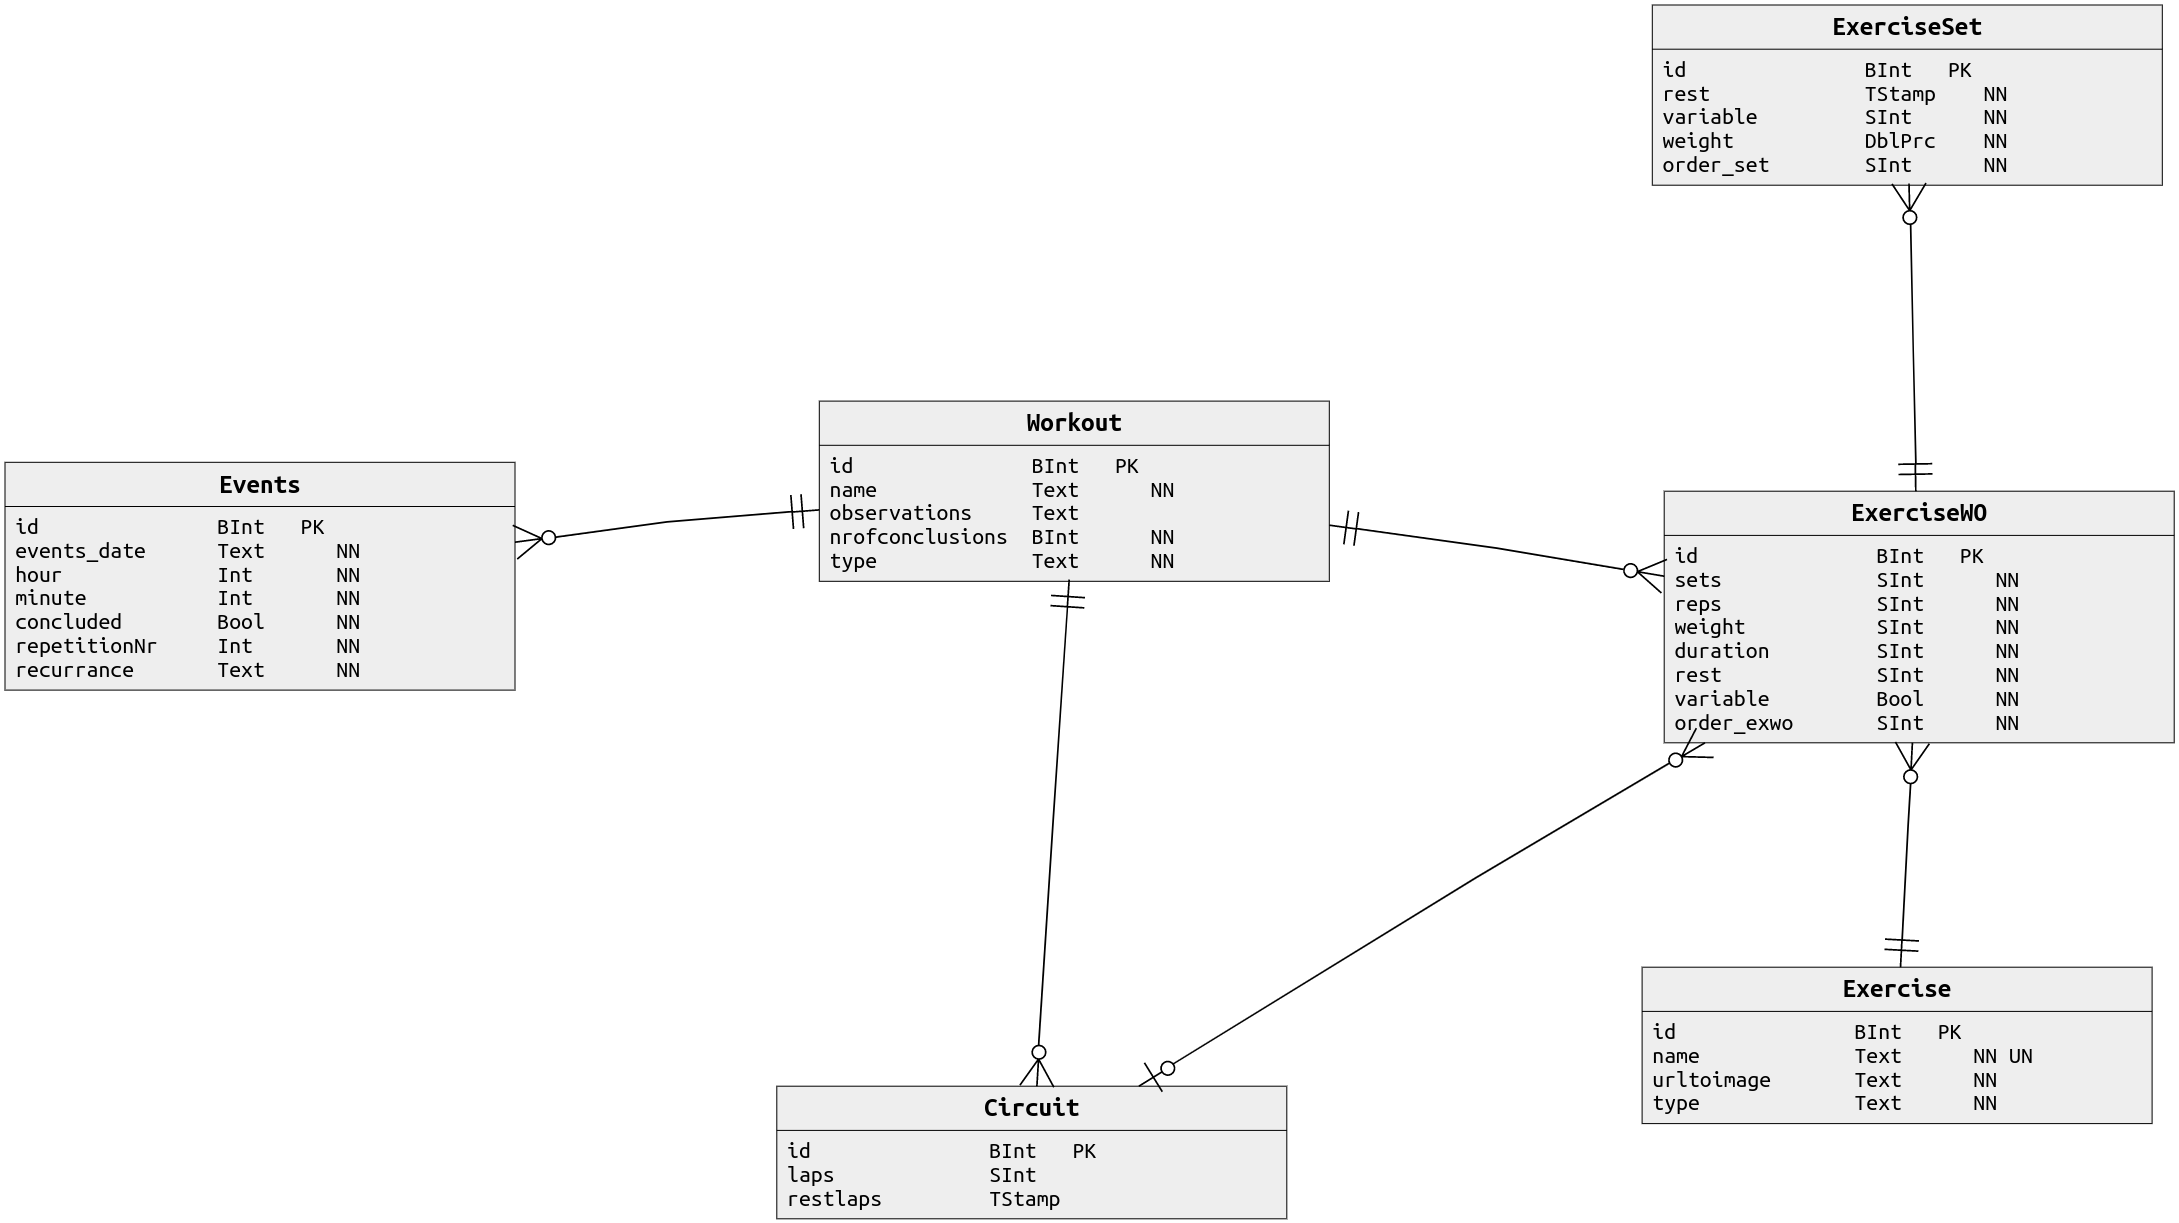 ExerciseSet
id BInt PK
rest TStamp NN
variable SInt NN
weight DblPrc NN
order_set SInt NN
Workout
id BInt PK
name Text NN
observations Text
nrofconclusions BInt NN
type Text NN
Events
id BInt PK
events_date Text NN
hour Int NN
minute Int NN
concluded Bool NN
repetitionNr Int NN
recurrance Text NN
ExerciseWO
id BInt PK
sets SInt NN
reps SInt NN
weight SInt NN
duration SInt NN
rest SInt NN
variable Bool NN
order_exwo SInt NN
Exercise
id BInt PK
name Text NN UN
urltoimage Text NN
type Text NN
Circuit
id BInt PK
laps SInt
restlaps TStamp